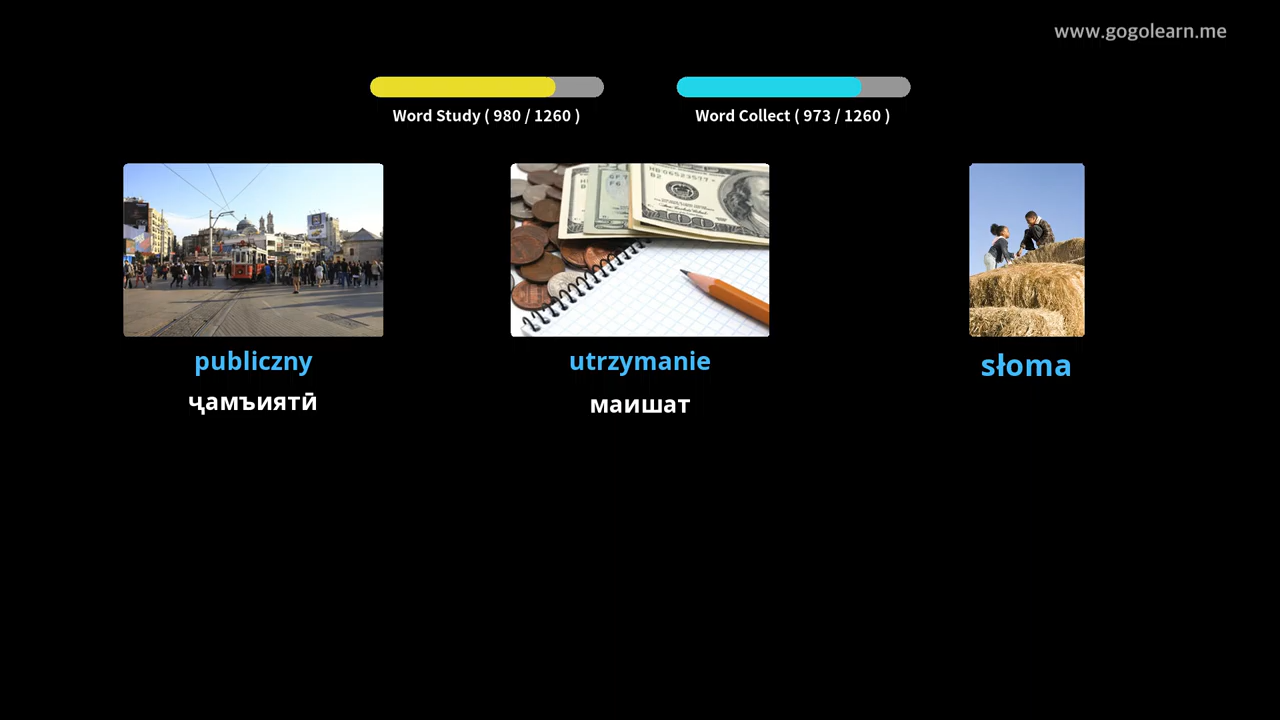 www.gogolearn.me
Word Study ( 980 / 1260 )
Word Collect ( 973 / 1260 )
publiczny
utrzymanie
słoma
ҷамъиятӣ
маишат